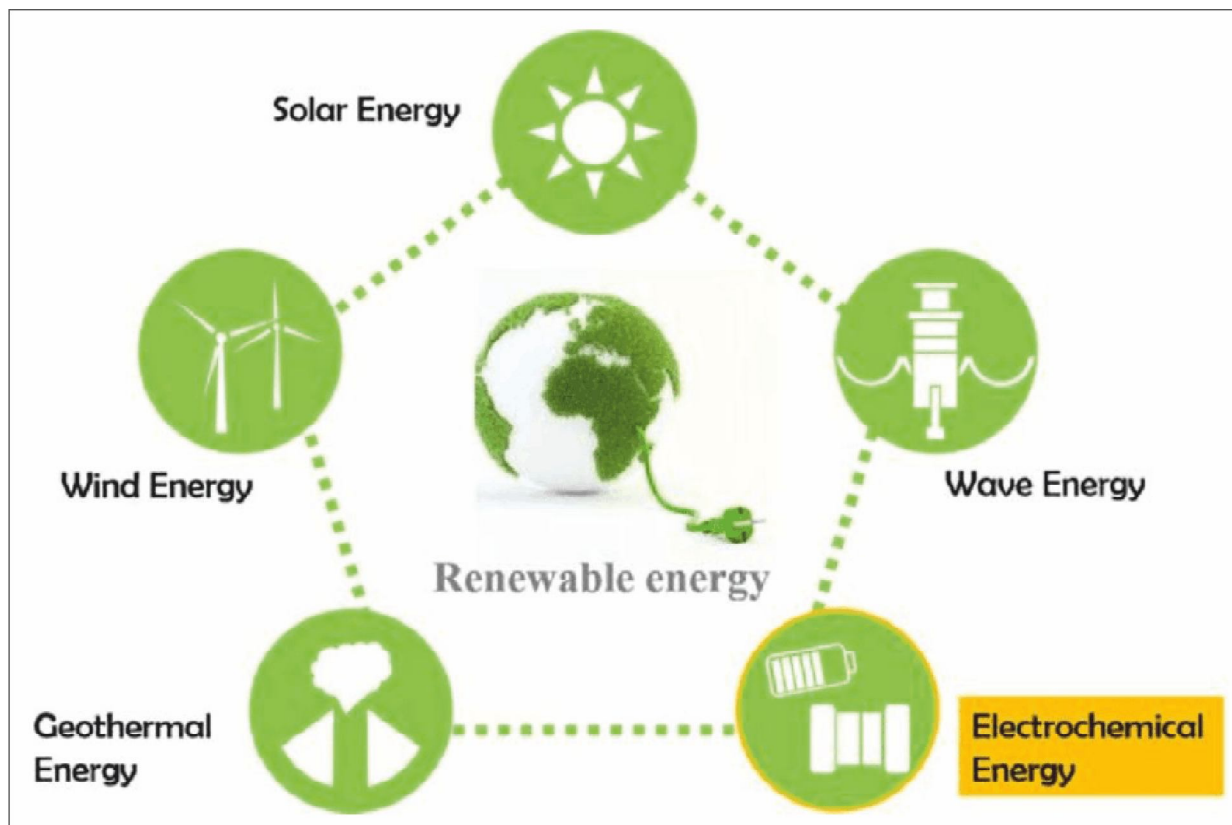 Solar Energy
Wind Energy
Wave Energy
Renewable energy
Geothermal
Energy
Electrochemical
Energy